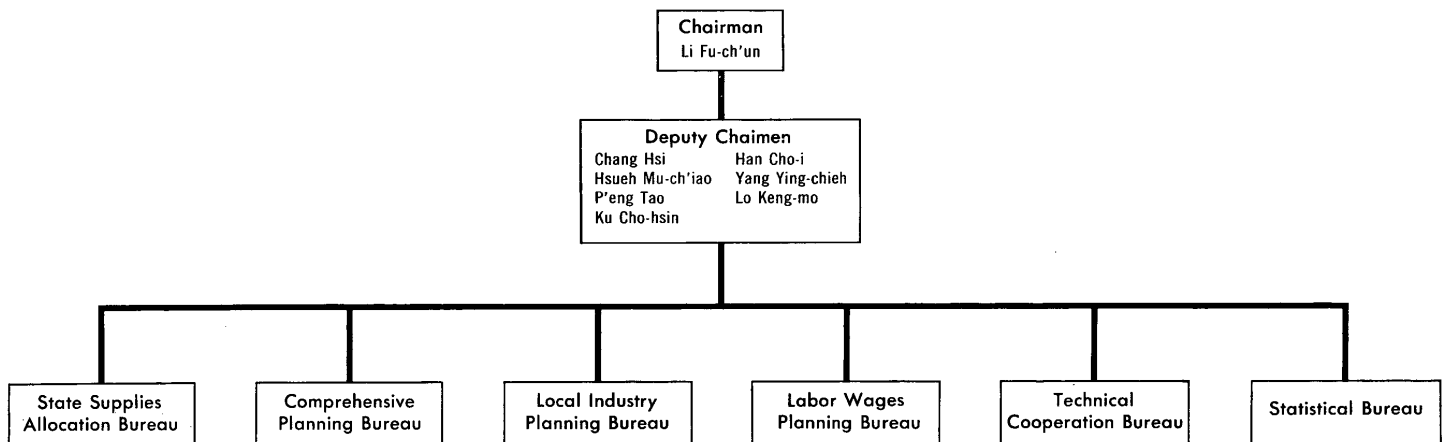 Chairman
Li Fu-ch'un
Deputy Chaimen
Chang Hsi
Hsueh Mu-ch'iao
P'eng Tao
Ku Cho-hsin
Han Cho-i
Yang Ying-chieh
Lo Keng-mo
State Supplies
Allocation Bureau
Comprehensive
Planning Bureau
Local Industry
Planning Bureau
Labor Wages
Planning Bureau
Technical
Cooperation Bureau
Statistical Bureau